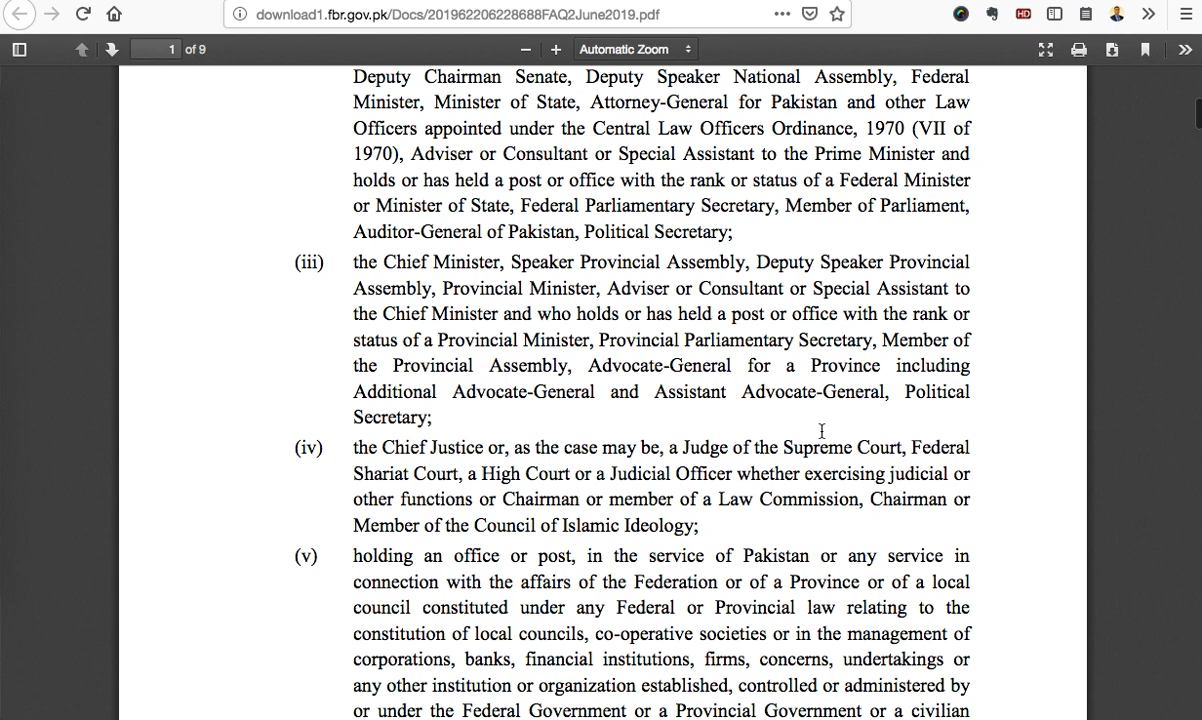 download1.fbr.gov.pk/Docs/201962206228688FAQ2June2019.pdf
HD
1 of 9
Automatic Zoom
Deputy Chairman Senate, Deputy Speaker National Assembly, Federal
Minister, Minister of State, Attorney-General for Pakistan and other Law
Officers appointed under the Central Law Officers Ordinance, 1970 (VII of
1970), Adviser or Consultant or Special Assistant to the Prime Minister and
holds or has held a post or office with the rank or status of a Federal Minister
or Minister of State, Federal Parliamentary Secretary, Member of Parliament,
Auditor-General of Pakistan, Political Secretary;
(iii) the Chief Minister, Speaker Provincial Assembly, Deputy Speaker Provincial
Assembly, Provincial Minister, Adviser or Consultant or Special Assistant to
the Chief Minister and who holds or has held a post or office with the rank or
status of a Provincial Minister, Provincial Parliamentary Secretary, Member of
the Provincial Assembly, Advocate-General for a Province including
Additional Advocate-General and Assistant Advocate-General, Political
Secretary;
(iv) the Chief Justice or, as the case may be, a Judge of the Supreme Court, Federal
Shariat Court, a High Court or a Judicial Officer whether exercising judicial or
other functions or Chairman or member of a Law Commission, Chairman or
Member of the Council of Islamic Ideology;
(v) holding an office or post, in the service of Pakistan or any service in
connection with the affairs of the Federation or of a Province or of a local
council constituted under any Federal or Provincial law relating to the
constitution of local councils, co-operative societies or in the management of
corporations, banks, financial institutions, firms, concerns, undertakings or
any other institution or organization established, controlled or administered by
or under the Federal Government or a Provincial Government or a civilian